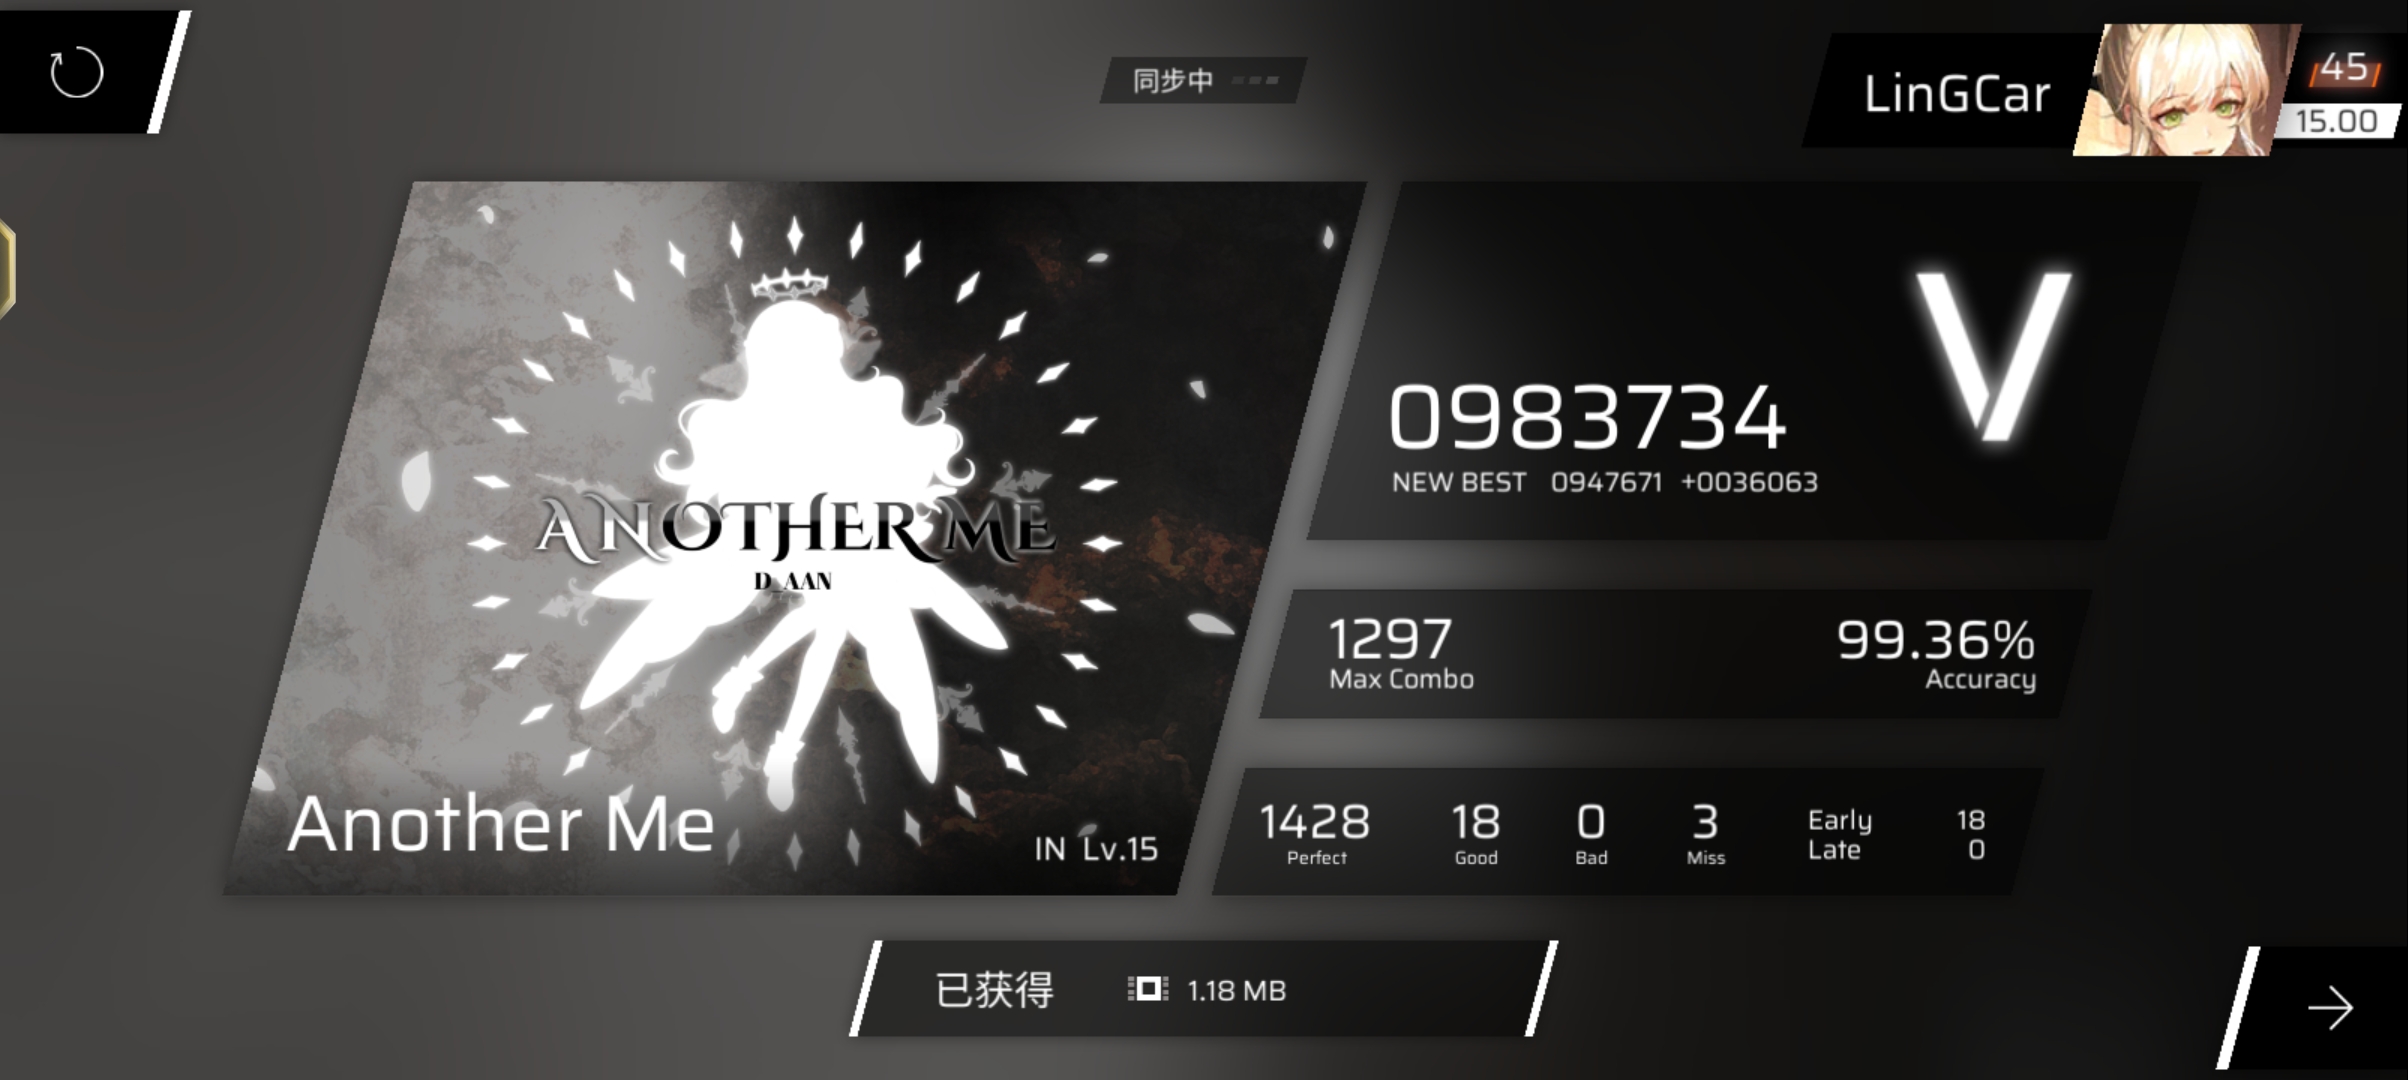 同步中
LinGCar
45
15.00
ANOTHER ME
D_AAN
Another Me
IN Lv.15
0983734
V
NEW BEST 0947671 +0036063
1297 99.36%
Max Combo Accuracy
1428 18 0 3
Perfect Good Bad Miss
Early 18
Late 0
已获得 1.18 MB